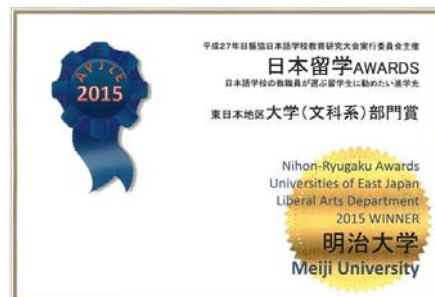 APJLE
2015
平成27年日振協日本語学校教育研究大会実行委員会主催
日本留学AWARDS
日本語学校の教職員が選ぶ留学生に勧めたい進学先
東日本地区大学(文科系)部門賞
Nihon-Ryugaku Awards
Universities of East Japan
Liberal Arts Department
2015 WINNER
明治大学
Meiji University